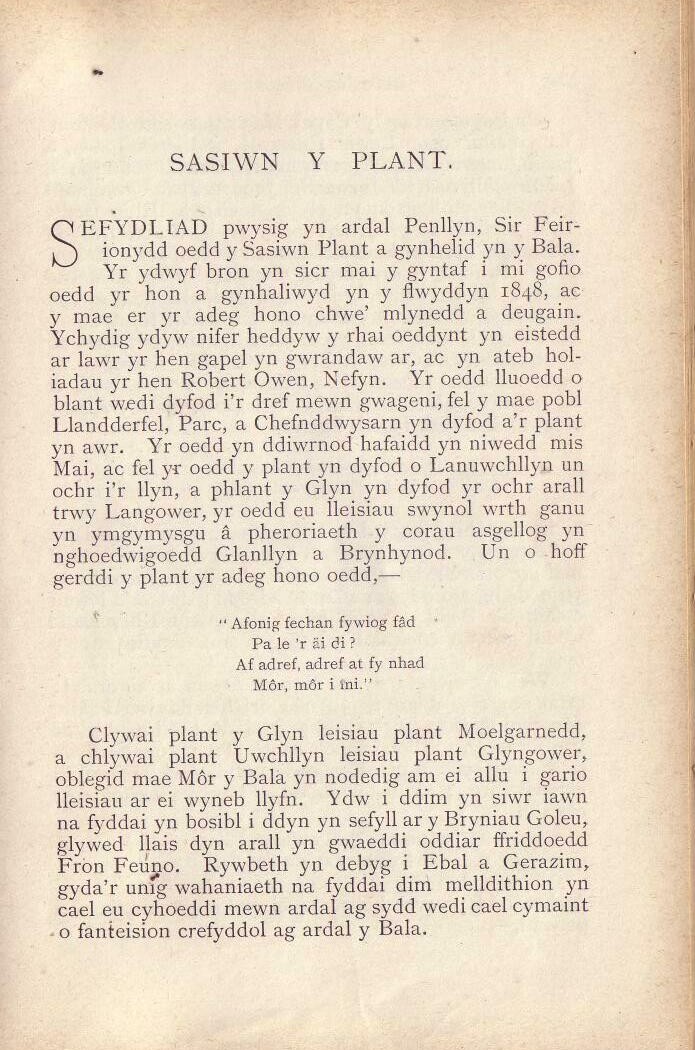 SASIWN Y PLANT.
SEFYDLIAD pwysig yn ardal Penllyn, Sir Feir-
ionydd oedd y Sasiwn Plant a gynhelid yn y Bala.
Yr ydwyf bron yn sicr mai y gyntaf i mi gofio
oedd yr hon a gynhaliwyd yn y flwyddyn 1848, ac
y mae er yr adeg hono chwe' mlynedd a deugain.
Ychydig ydyw nifer heddyw y rhai oeddynt yn eistedd
ar lawr yr hen gapel yn gwrandaw ar, ac yn ateb hol-
iadau yr hen Robert Owen, Nefyn. Yr oedd lluoedd o
blant wedi dyfod i'r dref mewn gwageni, fel y mae pobl
Llandderfel, Parc, a Chefnddwysarn yn dyfod a'r plant
yn awr. Yr oedd yn ddiwrnod hafaidd yn niwedd mis
Mai, ac fel yr oedd y plant yn dyfod o Lanuwchllyn un
ochr i'r llyn, a phlant y Glyn yn dyfod yr ochr arall
trwy Langower, yr oedd eu lleisiau swynol wrth ganu
yn ymgymysgu â pheroriaeth y corau asgellog yn
nghoedwigoedd Glanllyn a Brynhynod. Un o hoff
gerddi y plant yr adeg hono oedd,—
"Afonig fechan fywiog fâd
Pa le 'r äi di?
Af adref, adref at fy nhad
Môr, môr i mi."
Clywai plant y Glyn leisiau plant Moelgarnedd,
a chlywai plant Uwchllyn leisiau plant Glyngower,
oblegid mae Môr y Bala yn nodedig am ei allu i gario
lleisiau ar ei wyneb llyfn. Ydw i ddim yn siwr iawn
na fyddai yn bosibl i ddyn yn sefyll ar y Bryniau Goleu,
glywed llais dyn arall yn gwaeddi oddiar ffriddoedd
Fron Feuno. Rywbeth yn debyg i Ebal a Gerazim,
gyda'r unig wahaniaeth na fyddai dim melldithion yn
cael eu cyhoeddi mewn ardal ag sydd wedi cael cymaint
o fanteision crefyddol ag ardal y Bala.